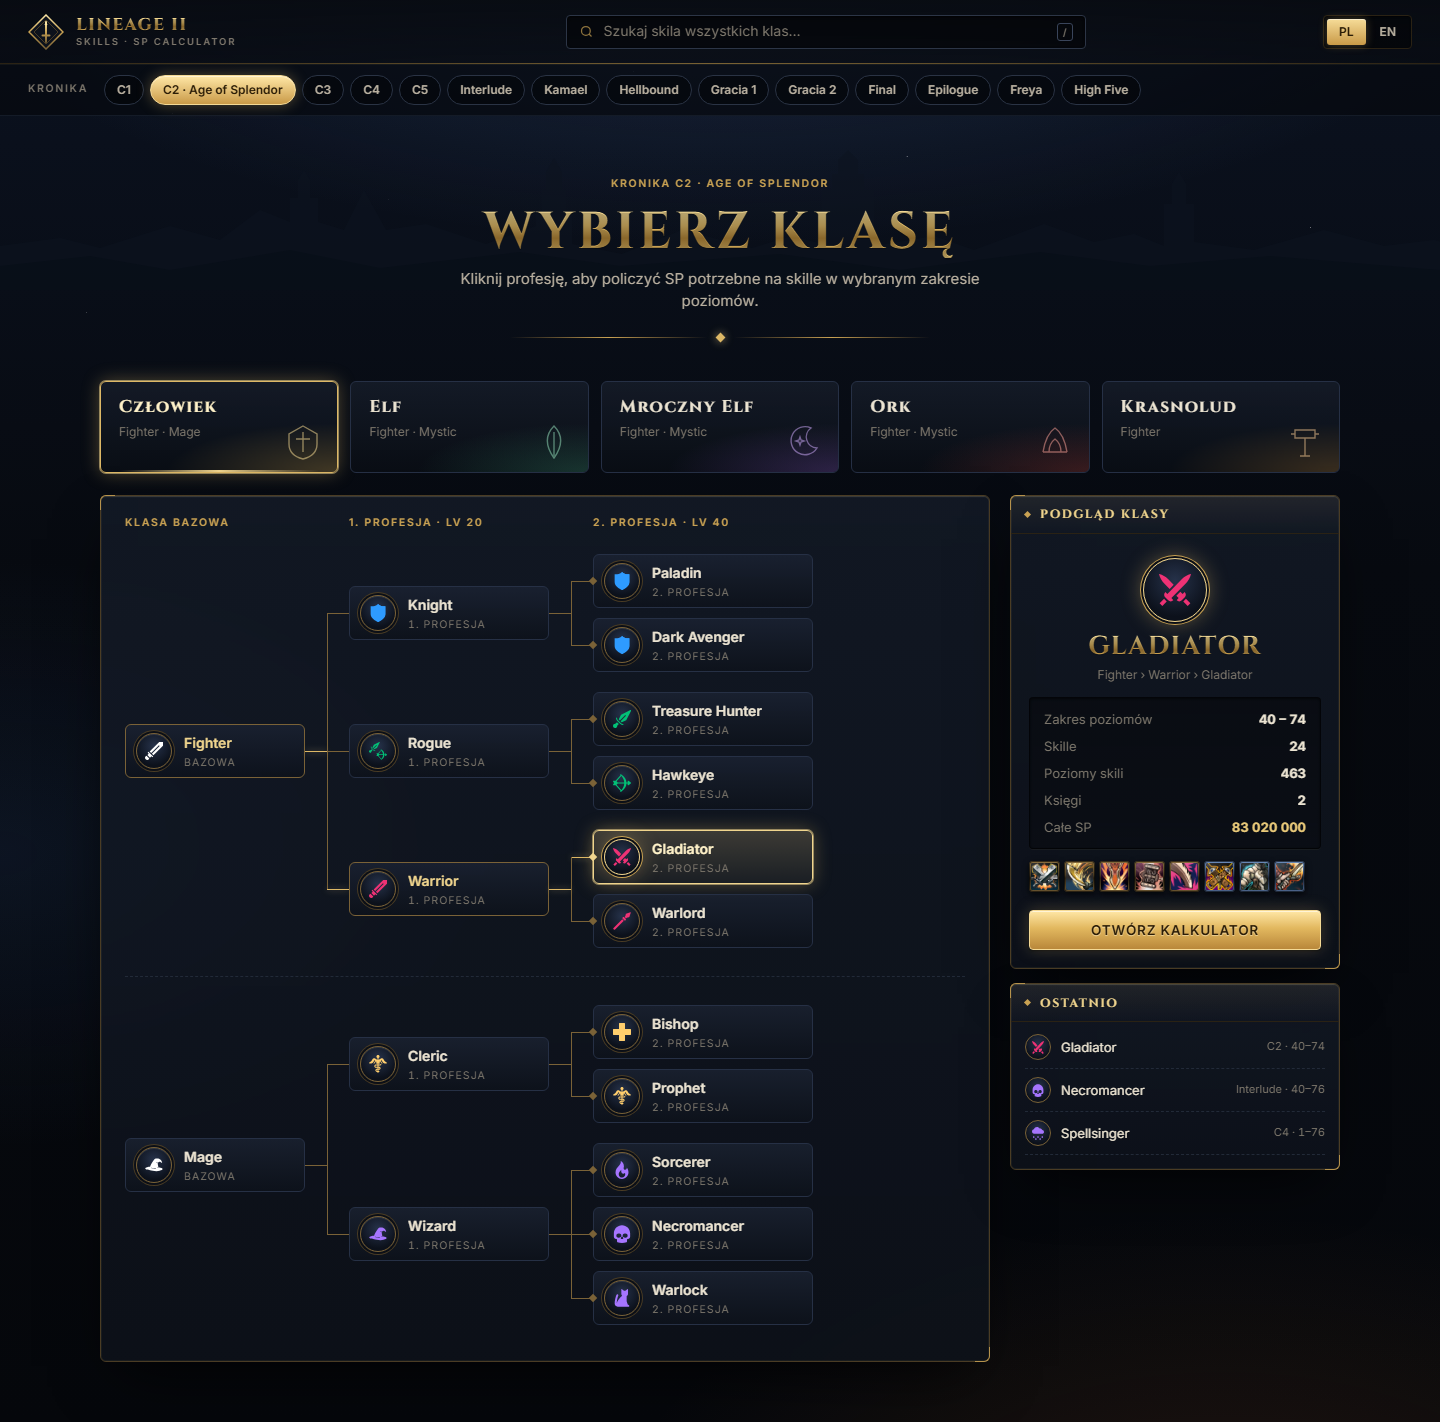 LINEAGE II
SKILLS · SP CALCULATOR
Szukaj skila wszystkich klas...
/
PL
EN
KRONIKA
C1
C2 · Age of Splendor
C3
C4
C5
Interlude
Kamael
Hellbound
Gracia 1
Gracia 2
Final
Epilogue
Freya
High Five
KRONIKA C2 · AGE OF SPLENDOR
WYBIERZ KLASĘ
Kliknij profesję, aby policzyć SP potrzebne na skille w wybranym zakresie
poziomów.
Człowiek
Fighter · Mage
Elf
Fighter · Mystic
Mroczny Elf
Fighter · Mystic
Ork
Fighter · Mystic
Krasnolud
Fighter
KLASA BAZOWA
1. PROFESJA · LV 20
2. PROFESJA · LV 40
Paladin
2. PROFESJA
Knight
1. PROFESJA
Dark Avenger
2. PROFESJA
Treasure Hunter
2. PROFESJA
Fighter
BAZOWA
Rogue
1. PROFESJA
Hawkeye
2. PROFESJA
Gladiator
2. PROFESJA
Warrior
1. PROFESJA
Warlord
2. PROFESJA
Bishop
2. PROFESJA
Cleric
1. PROFESJA
Prophet
2. PROFESJA
Mage
BAZOWA
Sorcerer
2. PROFESJA
Wizard
1. PROFESJA
Necromancer
2. PROFESJA
Warlock
2. PROFESJA
PODGLĄD KLASY
GLADIATOR
Fighter › Warrior › Gladiator
Zakres poziomów 40 – 74
Skille 24
Poziomy skili 463
Księgi 2
Całe SP 83 020 000
OTWÓRZ KALKULATOR
OSTATNIO
Gladiator C2 · 40–74
Necromancer Interlude · 40–76
Spellsinger C4 · 1–76